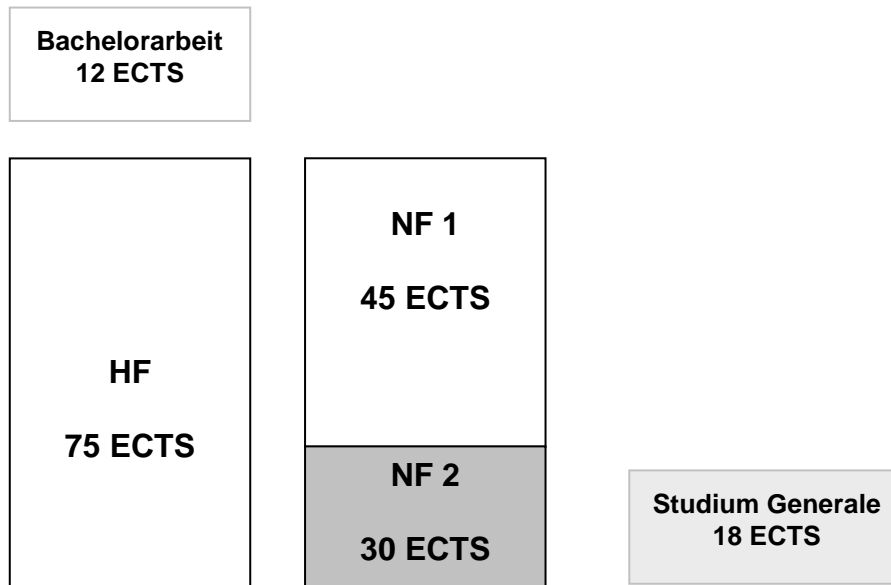 Bachelorarbeit
12 ECTS
HF
75 ECTS
NF 1
45 ECTS
NF 2
30 ECTS
Studium Generale
18 ECTS